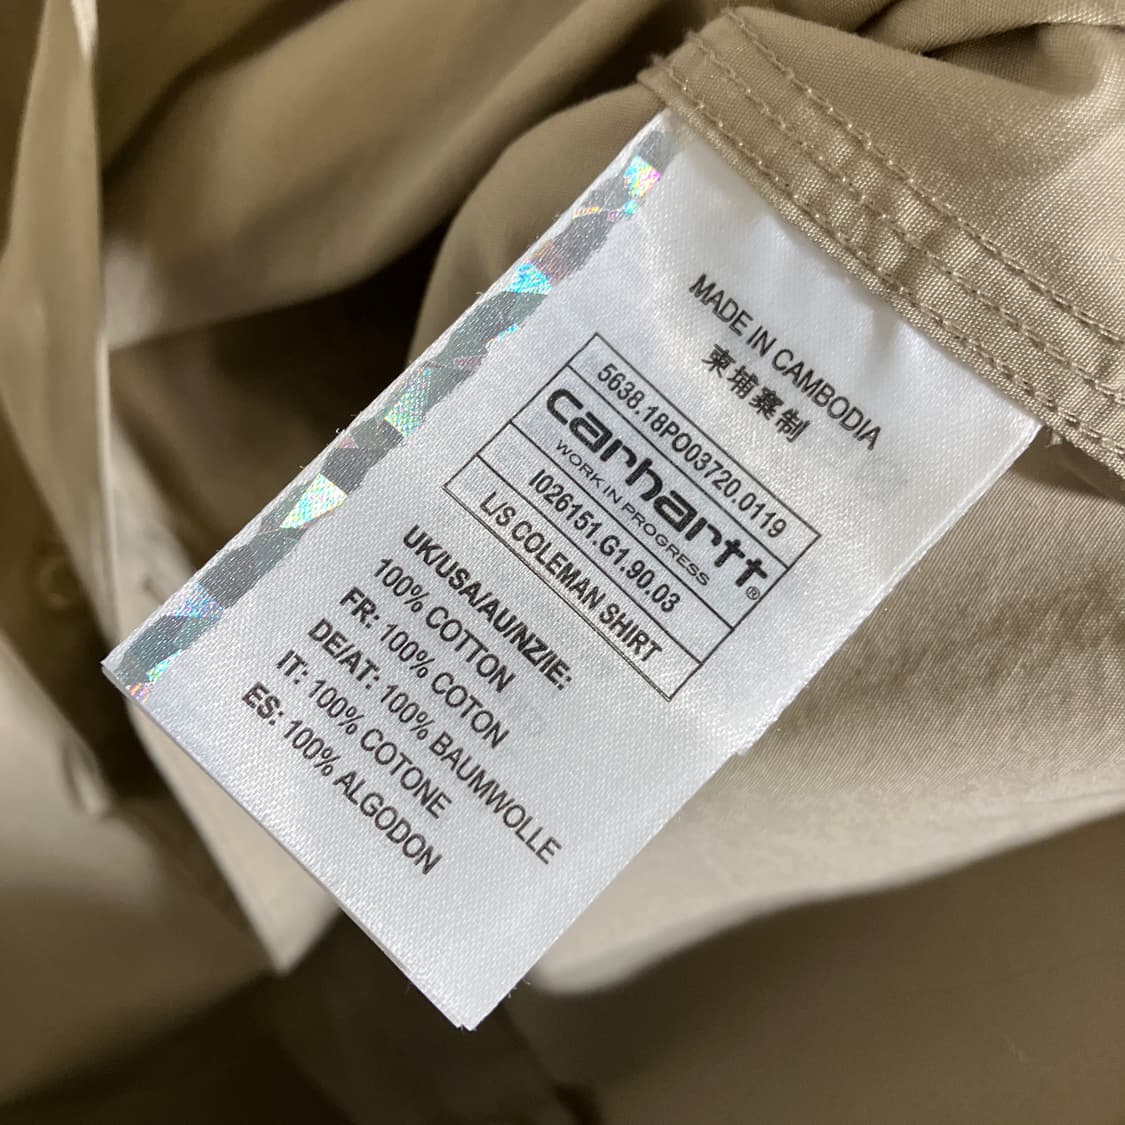 MADE IN CAMBODIA
柬埔寨制
5638.18PO03720.0119
carhartt®
WORK IN PROGRESS
I026151.G1.90.03
L/S COLEMAN SHIRT
UK/USA/AU/NZ/IE:
100% COTTON
FR: 100% COTON
DE/AT: 100% BAUMWOLLE
IT: 100% COTONE
ES: 100% ALGODON